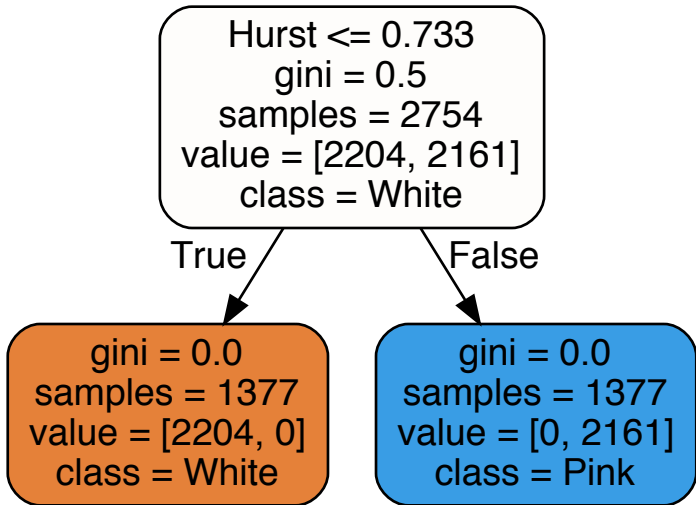 Hurst <= 0.733
gini = 0.5
samples = 2754
value = [2204, 2161]
class = White
True
False
gini = 0.0
samples = 1377
value = [2204, 0]
class = White
gini = 0.0
samples = 1377
value = [0, 2161]
class = Pink